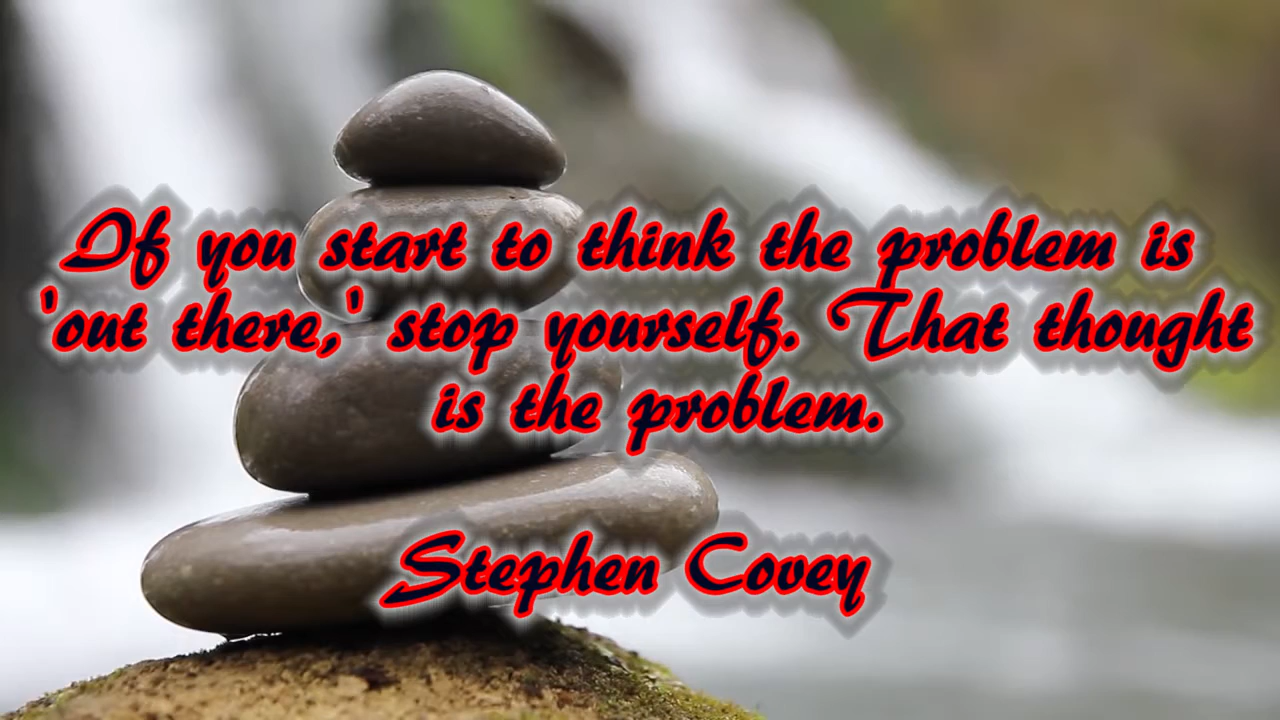 If you start to think the problem is
'out there,' stop yourself. That thought
is the problem.
Stephen Covey